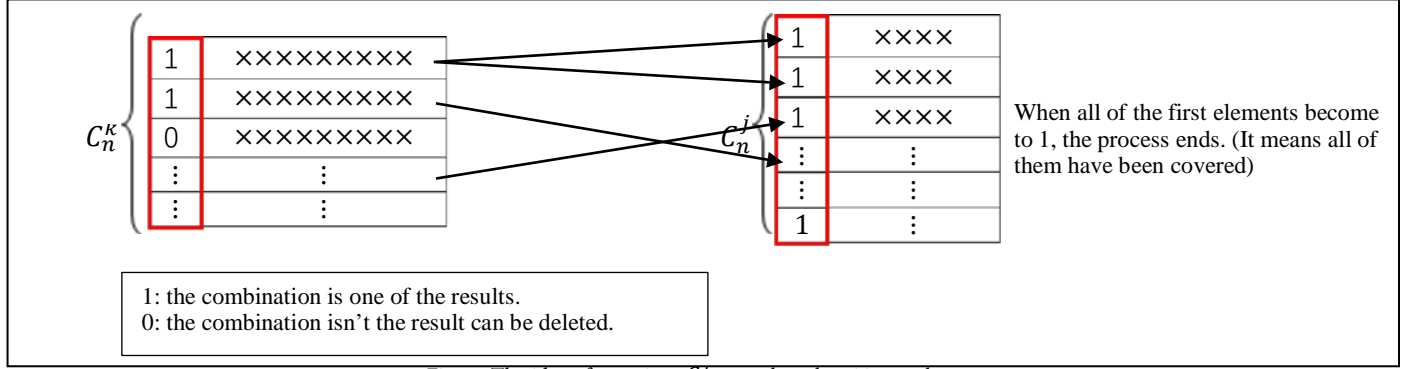 1 ×××××××××
1 ×××××××××
0 ×××××××××
⋮ ⋮
⋮ ⋮
C_n^κ
1 ××××
1 ××××
1 ××××
⋮ ⋮
⋮ ⋮
1 ⋮
C_n^j
When all of the first elements become
to 1, the process ends. (It means all of
them have been covered)
1: the combination is one of the results.
0: the combination isn’t the result can be deleted.